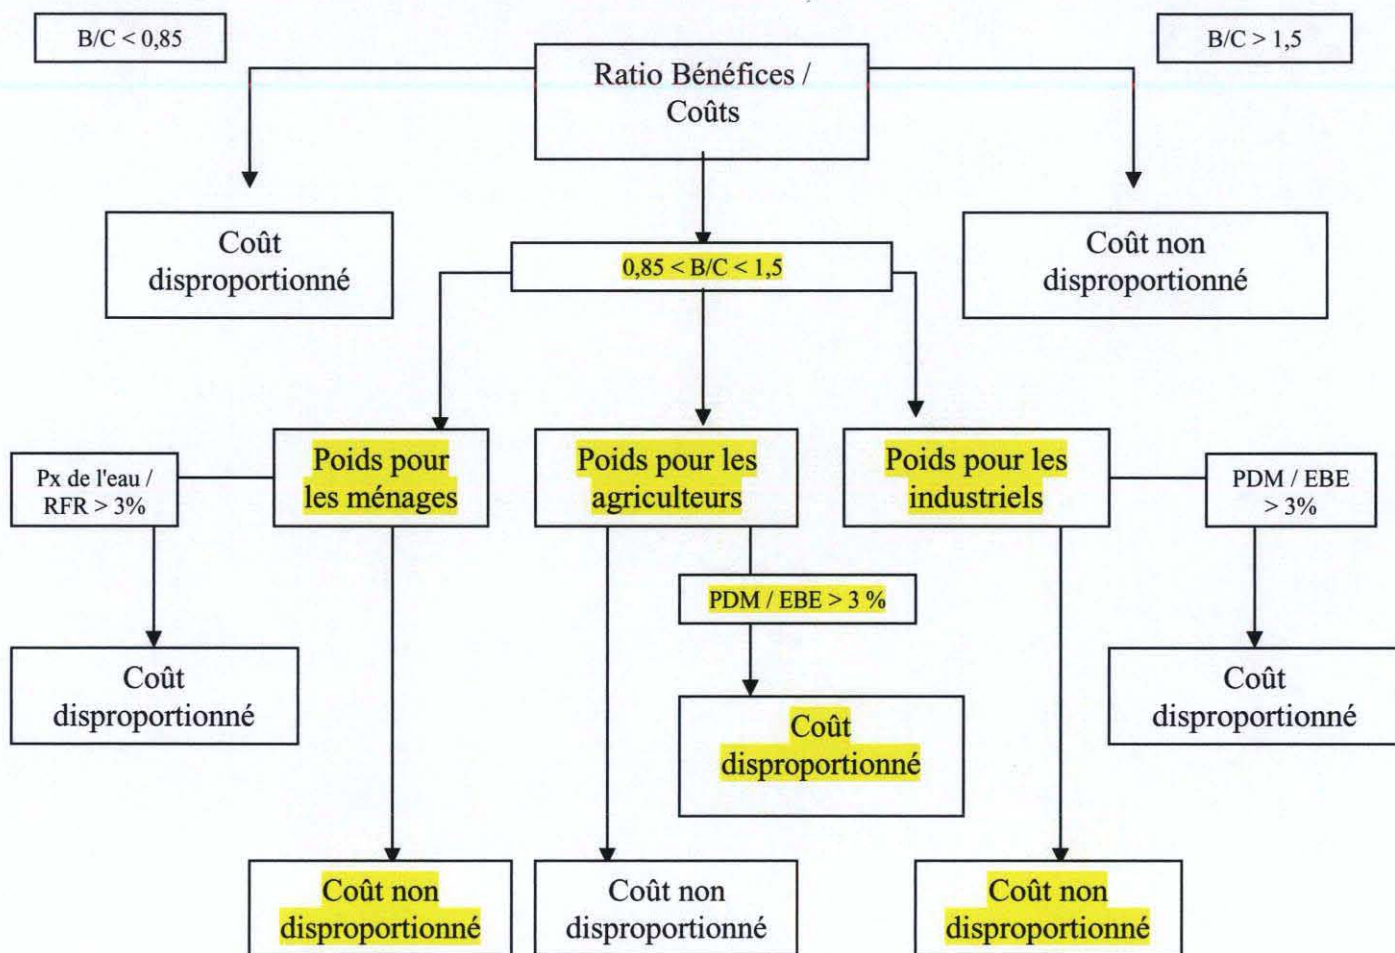 B/C < 0,85
B/C > 1,5
Ratio Bénéfices /
Coûts
Coût
disproportionné
Coût non
disproportionné
0,85 < B/C < 1,5
Poids pour
les ménages
Poids pour les
agriculteurs
Poids pour les
industriels
Px de l'eau /
RFR > 3%
PDM / EBE
> 3%
PDM / EBE > 3 %
Coût
disproportionné
Coût
disproportionné
Coût
disproportionné
Coût non
disproportionné
Coût non
disproportionné
Coût non
disproportionné